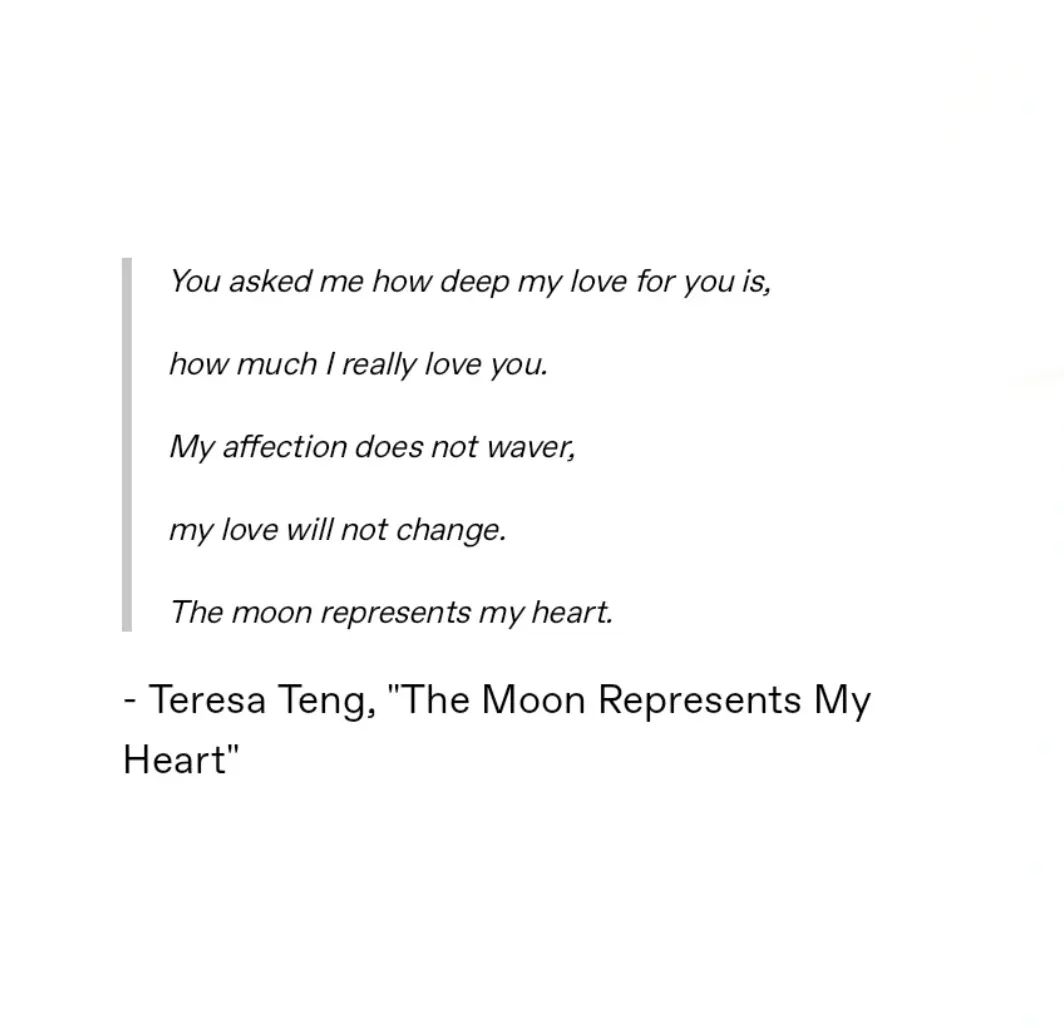 You asked me how deep my love for you is,
how much I really love you.
My affection does not waver,
my love will not change.
The moon represents my heart.
- Teresa Teng, "The Moon Represents My
Heart"